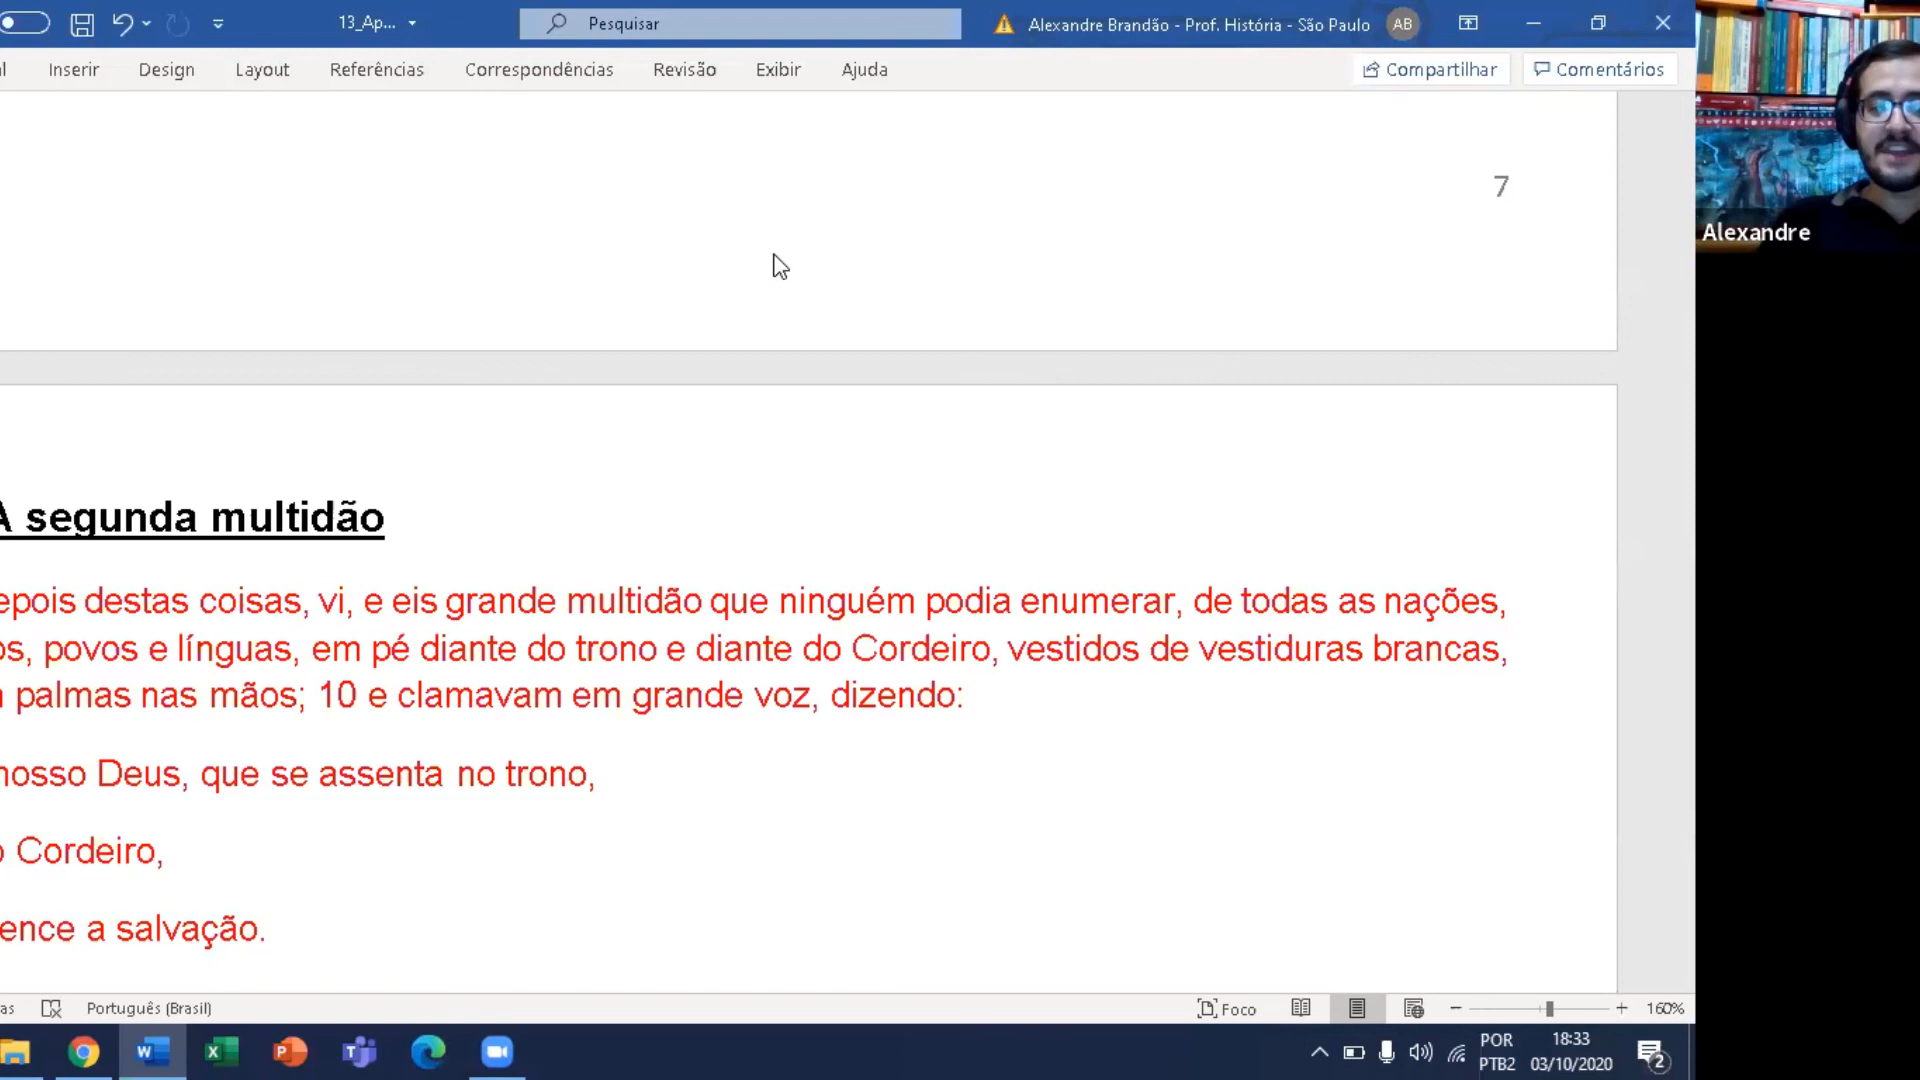 13_Ap...
Pesquisar
Alexandre Brandão - Prof. História - São Paulo
AB
Inserir
Design
Layout
Referências
Correspondências
Revisão
Exibir
Ajuda
Compartilhar
Comentários
7
Alexandre
A segunda multidão
epois destas coisas, vi, e eis grande multidão que ninguém podia enumerar, de todas as nações,
os, povos e línguas, em pé diante do trono e diante do Cordeiro, vestidos de vestiduras brancas,
palmas nas mãos; 10 e clamavam em grande voz, dizendo:
nosso Deus, que se assenta no trono,
o Cordeiro,
ence a salvação.
as
Português (Brasil)
Foco
160%
POR
PTB2
18:33
03/10/2020
2